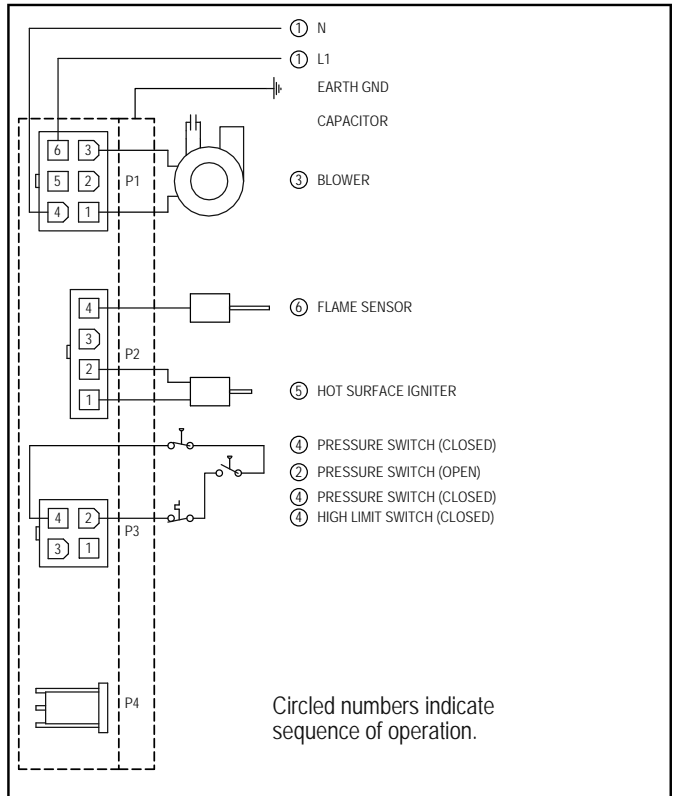 ① N
① L1
EARTH GND
CAPACITOR
6 3
5 2 P1
③ BLOWER
4 1
4
⑥ FLAME SENSOR
3
P2
2
⑤ HOT SURFACE IGNITER
1
④ PRESSURE SWITCH (CLOSED)
② PRESSURE SWITCH (OPEN)
④ PRESSURE SWITCH (CLOSED)
④ HIGH LIMIT SWITCH (CLOSED)
4 2
P3
3 1
P4
Circled numbers indicate
sequence of operation.